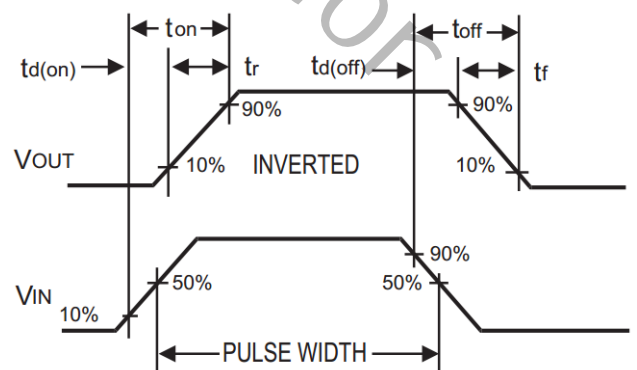 ton
toff
td(on)
tr
td(off)
tf
90%
90%
VOUT
10%
INVERTED
10%
90%
VIN
50%
50%
10%
PULSE WIDTH